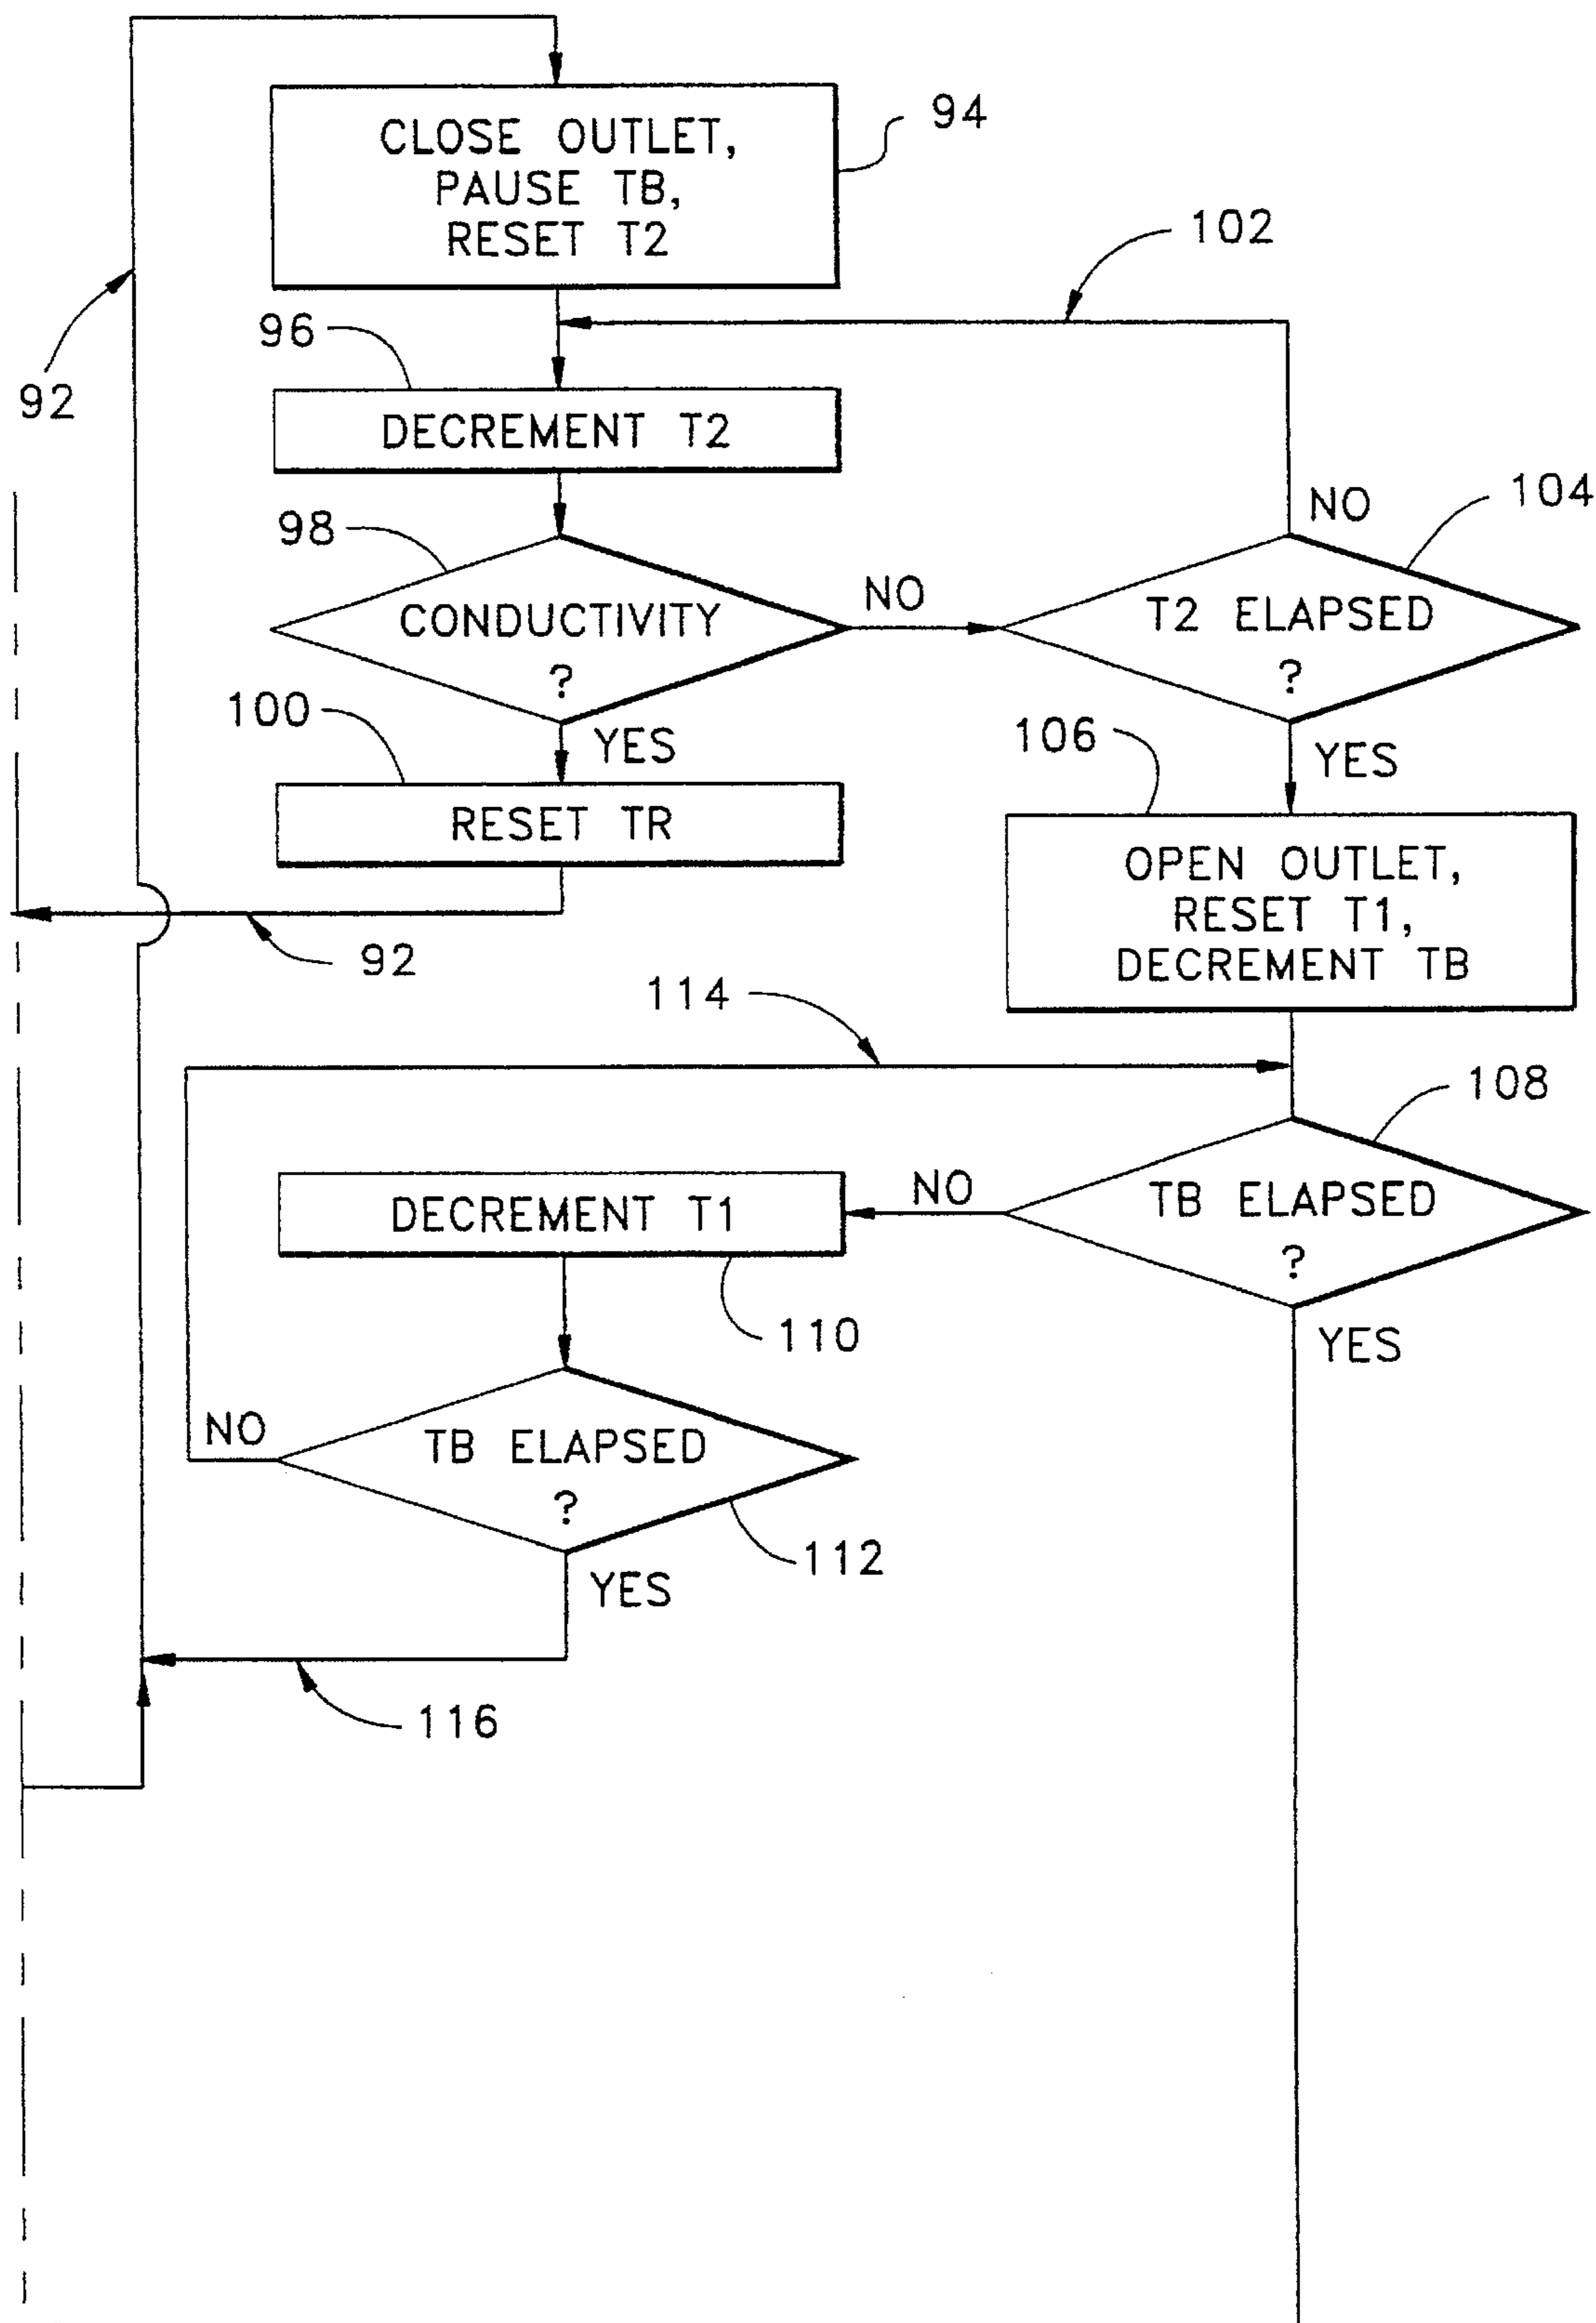 94
CLOSE OUTLET,
PAUSE TB,
RESET T2
102
96
92
DECREMENT T2
NO
104
98
NO
CONDUCTIVITY
?
T2 ELAPSED
?
100
YES
106
YES
RESET TR
OPEN OUTLET,
RESET T1,
DECREMENT TB
92
114
108
NO
DECREMENT T1
TB ELAPSED
?
110
YES
NO
TB ELAPSED
?
112
YES
116